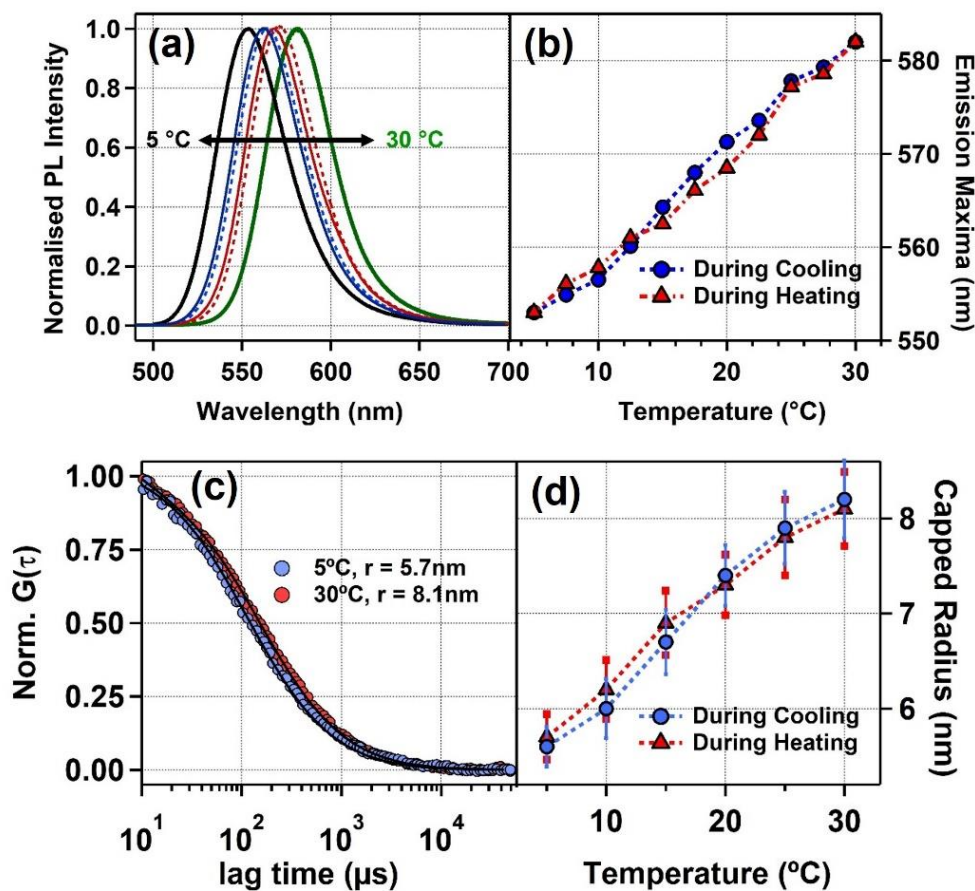 (a)
1.0
0.8
0.6
0.4
0.2
0.0
Normalised PL Intensity
5 °C
30 °C
500
550
600
650
700
Wavelength (nm)
(b)
580
570
560
550
Emission Maxima (nm)
During Cooling
During Heating
10
20
30
Temperature (°C)
(c)
1.00
0.75
0.50
0.25
0.00
Norm. G(τ)
5ºC, r = 5.7nm
30ºC, r = 8.1nm
10¹
10²
10³
10⁴
lag time (µs)
(d)
8
7
6
Capped Radius (nm)
During Cooling
During Heating
10
20
30
Temperature (ºC)